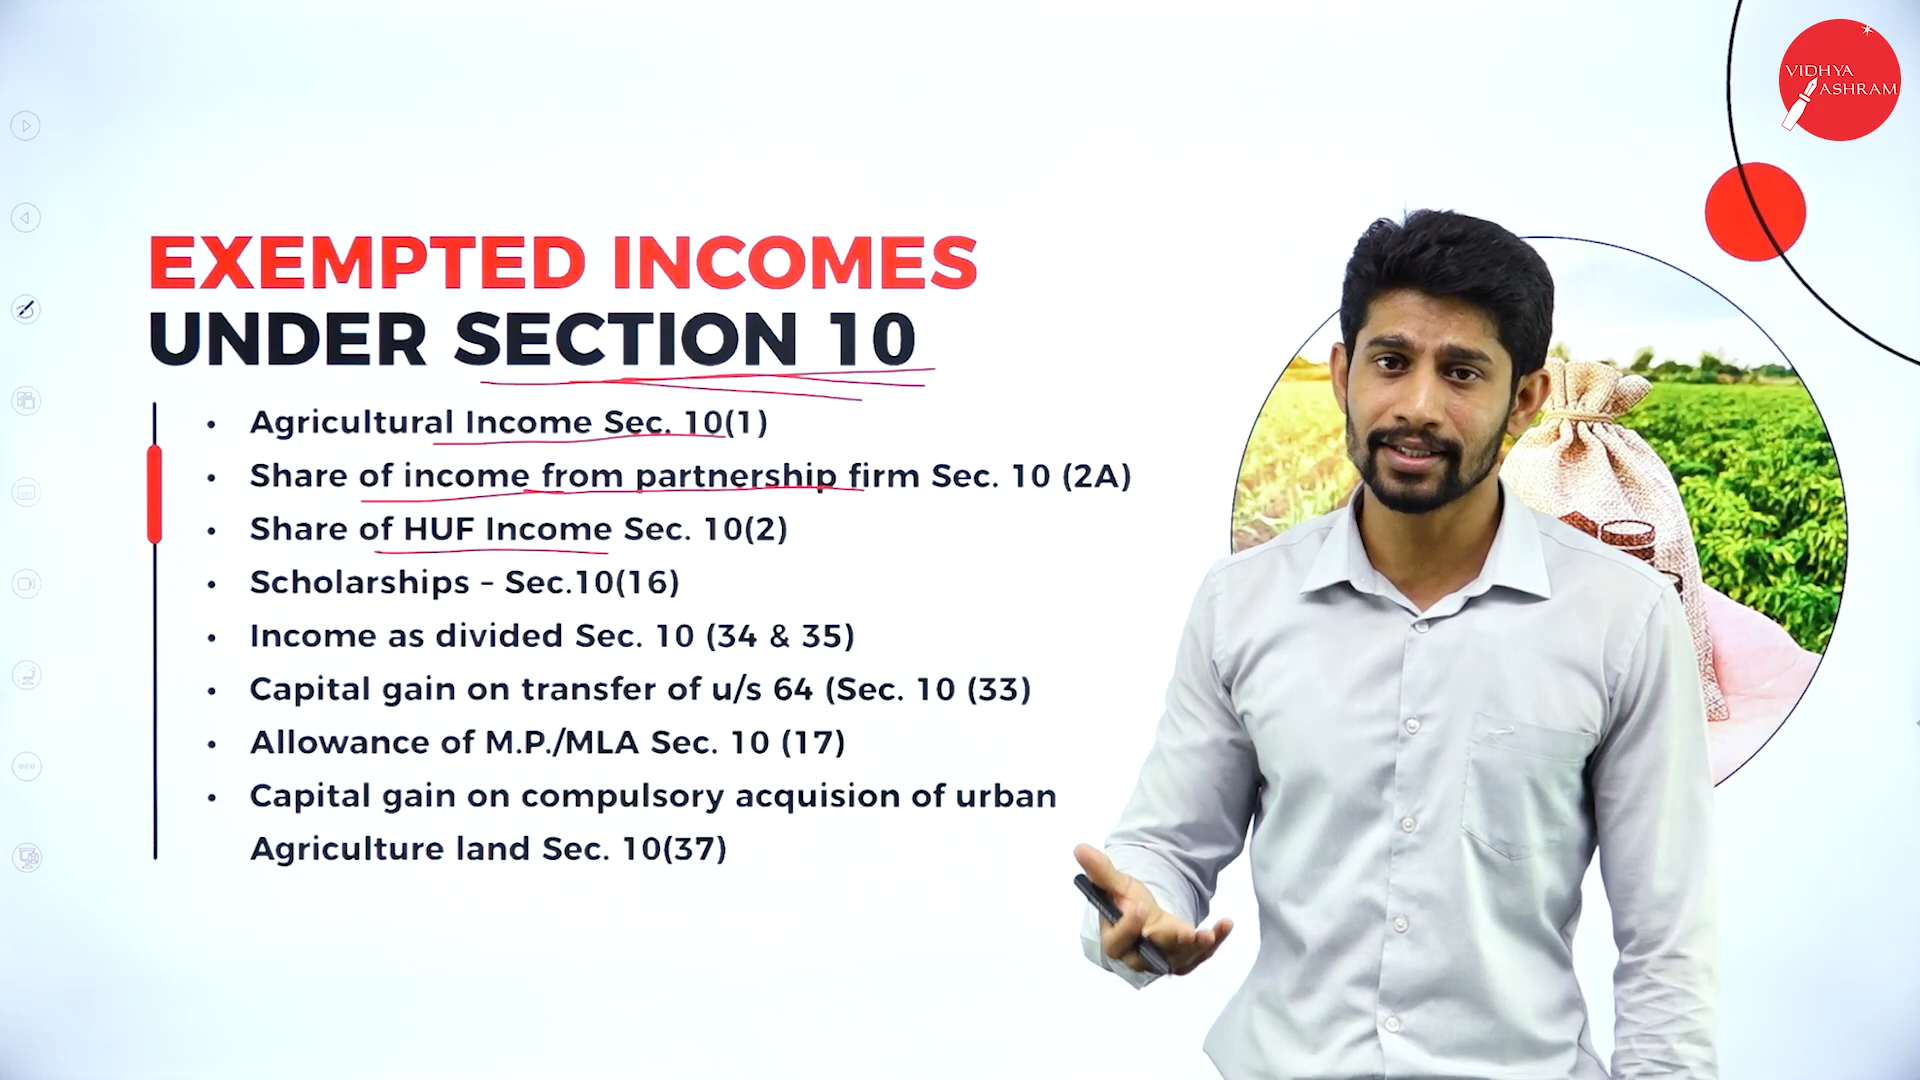 VIDHYA
ASHRAM
EXEMPTED INCOMES
UNDER SECTION 10
• Agricultural Income Sec. 10(1)
• Share of income from partnership firm Sec. 10 (2A)
• Share of HUF Income Sec. 10(2)
• Scholarships – Sec.10(16)
• Income as divided Sec. 10 (34 & 35)
• Capital gain on transfer of u/s 64 (Sec. 10 (33)
• Allowance of M.P./MLA Sec. 10 (17)
• Capital gain on compulsory acquision of urban
Agriculture land Sec. 10(37)